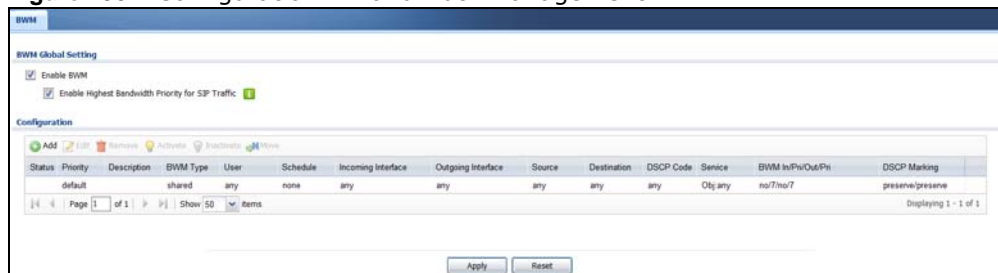 BWM
BWM Global Setting
Enable BWM
Enable Highest Bandwidth Priority for SIP Traffic
Configuration
Add Edit Remove Activate Inactivate Move
Status Priority Description BWM Type User Schedule Incoming Interface Outgoing Interface Source Destination DSCP Code Service BWM In/Pri/Out/Pri DSCP Marking
default shared any none any any any any any Obj:any no/7/no/7 preserve/preserve
Page 1 of 1 Show 50 items Displaying 1 - 1 of 1
Apply Reset